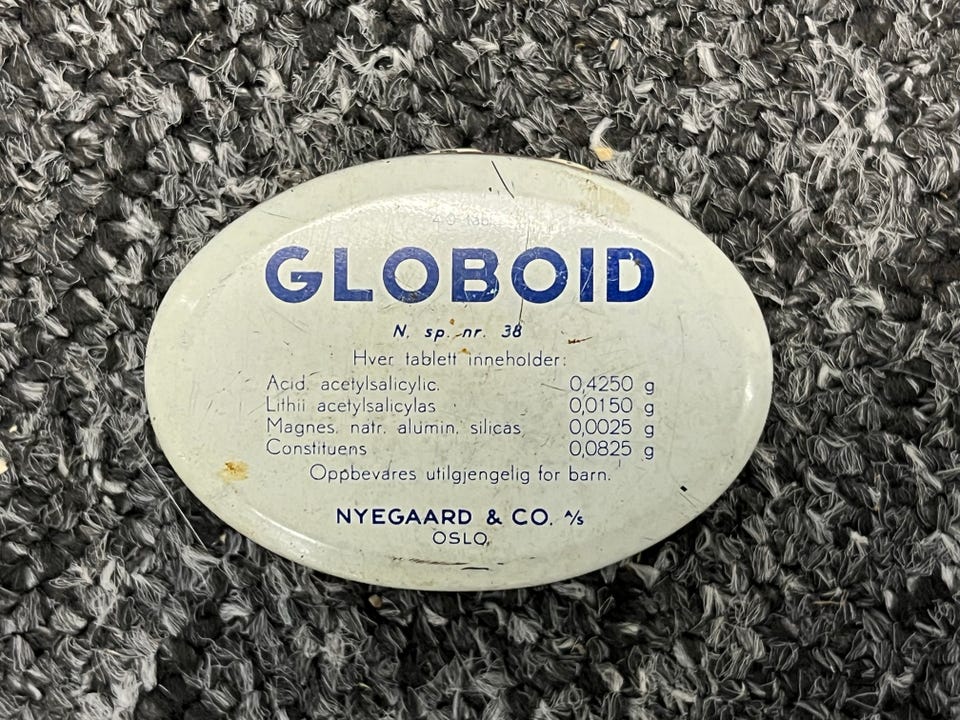 GLOBOID
N. sp. nr. 38
Hver tablett inneholder:
Acid. acetylsalicylic. 0,4250 g
Lithii acetylsalicylas 0,0150 g
Magnes. natr. alumin. silicas 0,0025 g
Constituens 0,0825 g
Oppbevares utilgjengelig for barn.
NYEGAARD & CO. A/S
OSLO